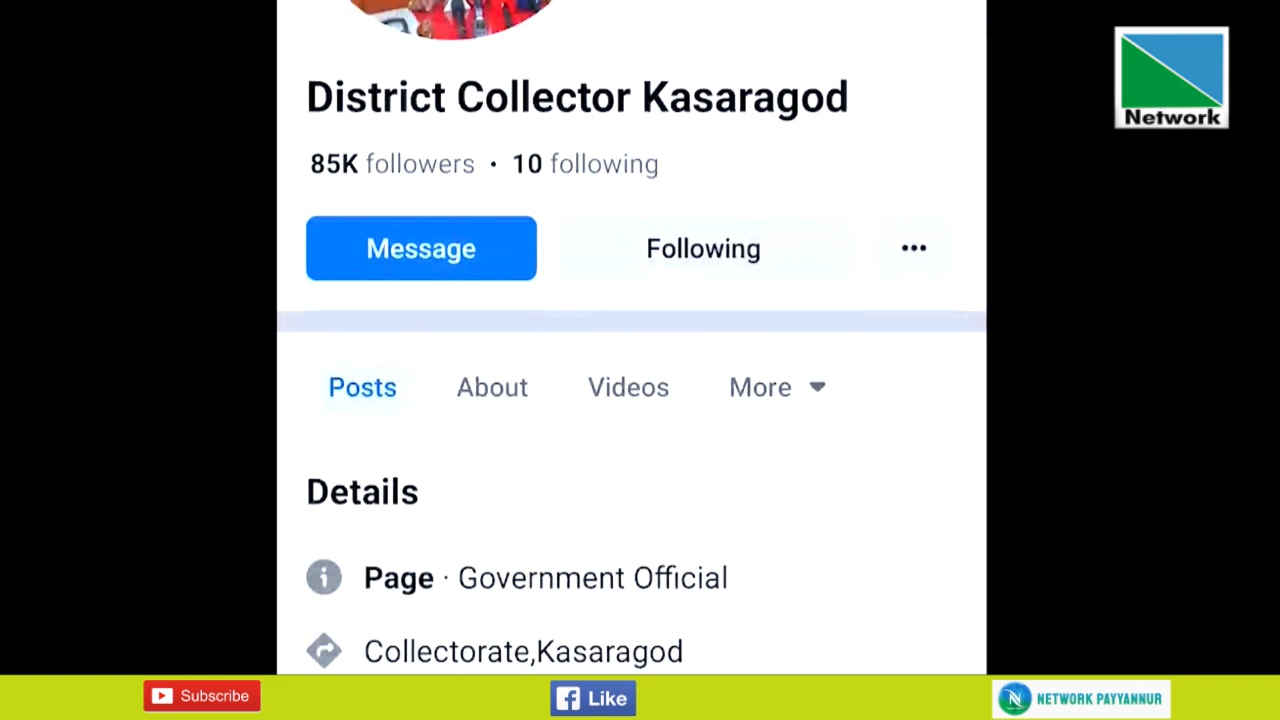 District Collector Kasaragod
85K followers • 10 following
Message
Following
Posts
About
Videos
More
Details
Page · Government Official
Collectorate,Kasaragod
Network
Subscribe
Like
NETWORK PAYYANNUR